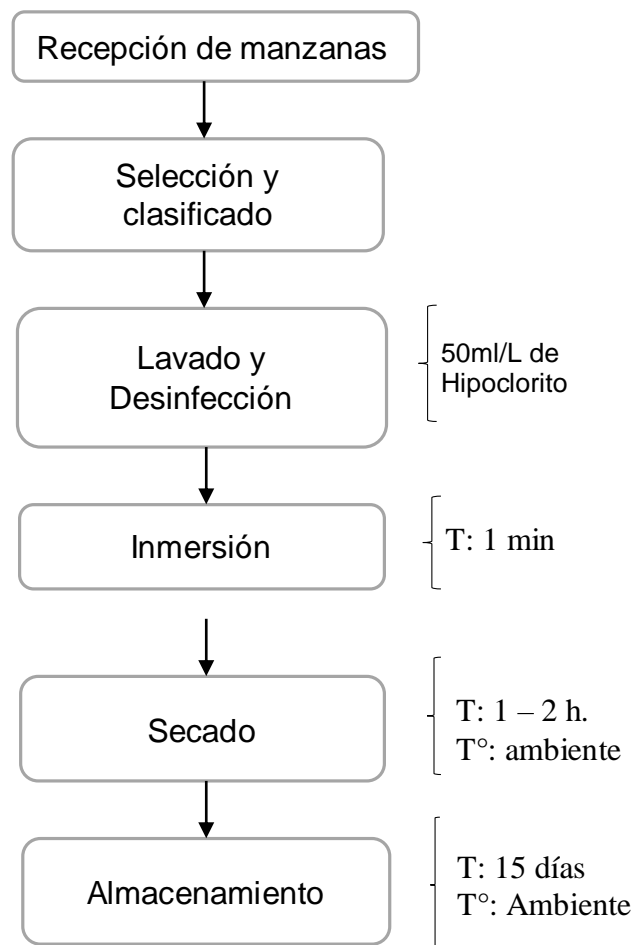 Recepción de manzanas
Selección y
clasificado
Lavado y
Desinfección
50ml/L de
Hipoclorito
Inmersión
T: 1 min
Secado
T: 1 – 2 h.
T°: ambiente
Almacenamiento
T: 15 días
T°: Ambiente